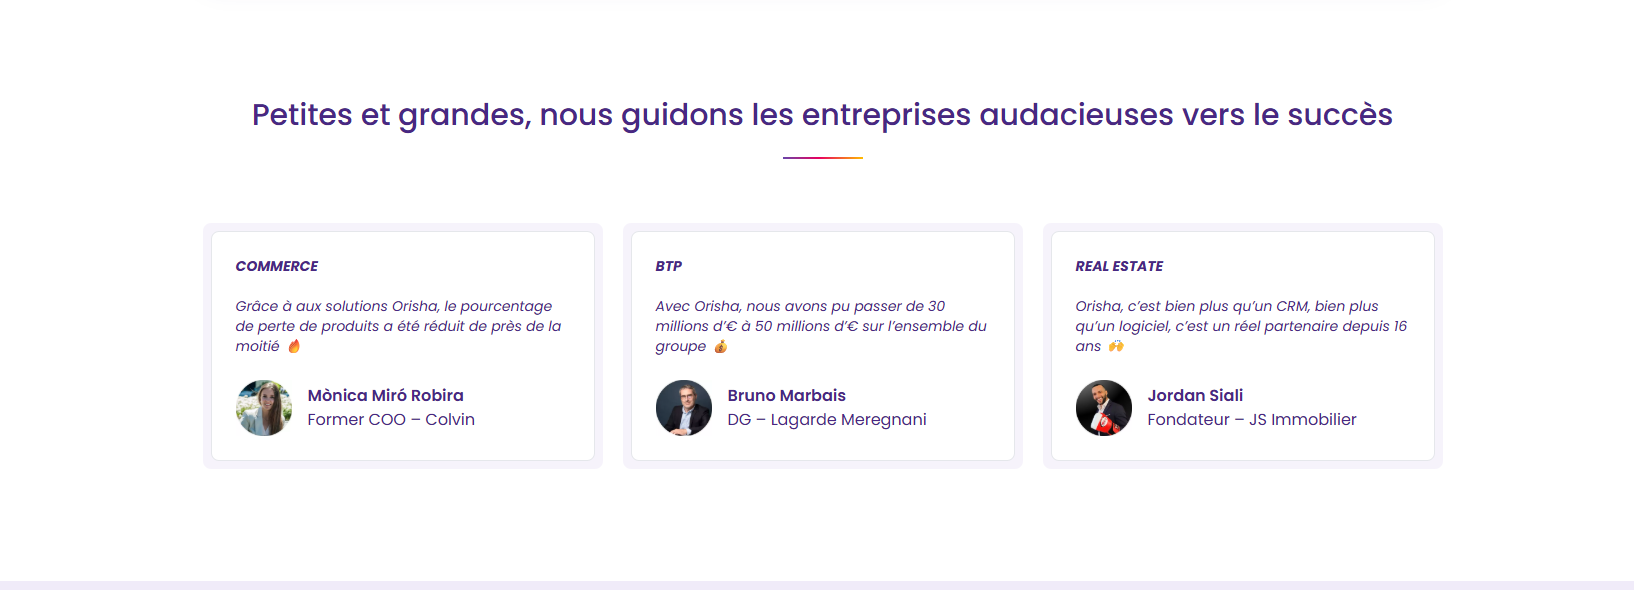 Petites et grandes, nous guidons les entreprises audacieuses vers le succès
COMMERCE
Grâce à aux solutions Orisha, le pourcentage
de perte de produits a été réduit de près de la
moitié 🔥
Mònica Miró Robira
Former COO – Colvin
BTP
Avec Orisha, nous avons pu passer de 30
millions d’€ à 50 millions d’€ sur l’ensemble du
groupe 💰
Bruno Marbais
DG – Lagarde Meregnani
REAL ESTATE
Orisha, c’est bien plus qu’un CRM, bien plus
qu’un logiciel, c’est un réel partenaire depuis 16
ans 🙌
Jordan Siali
Fondateur – JS Immobilier